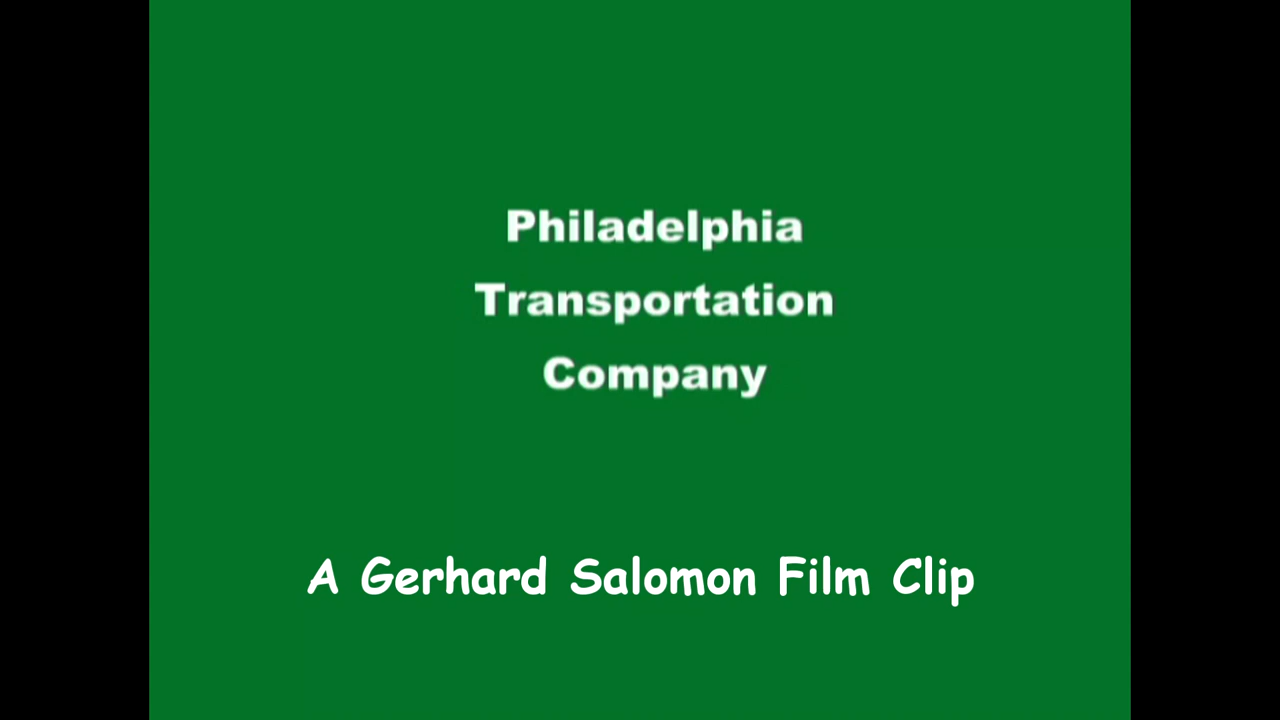 Philadelphia
Transportation
Company
A Gerhard Salomon Film Clip